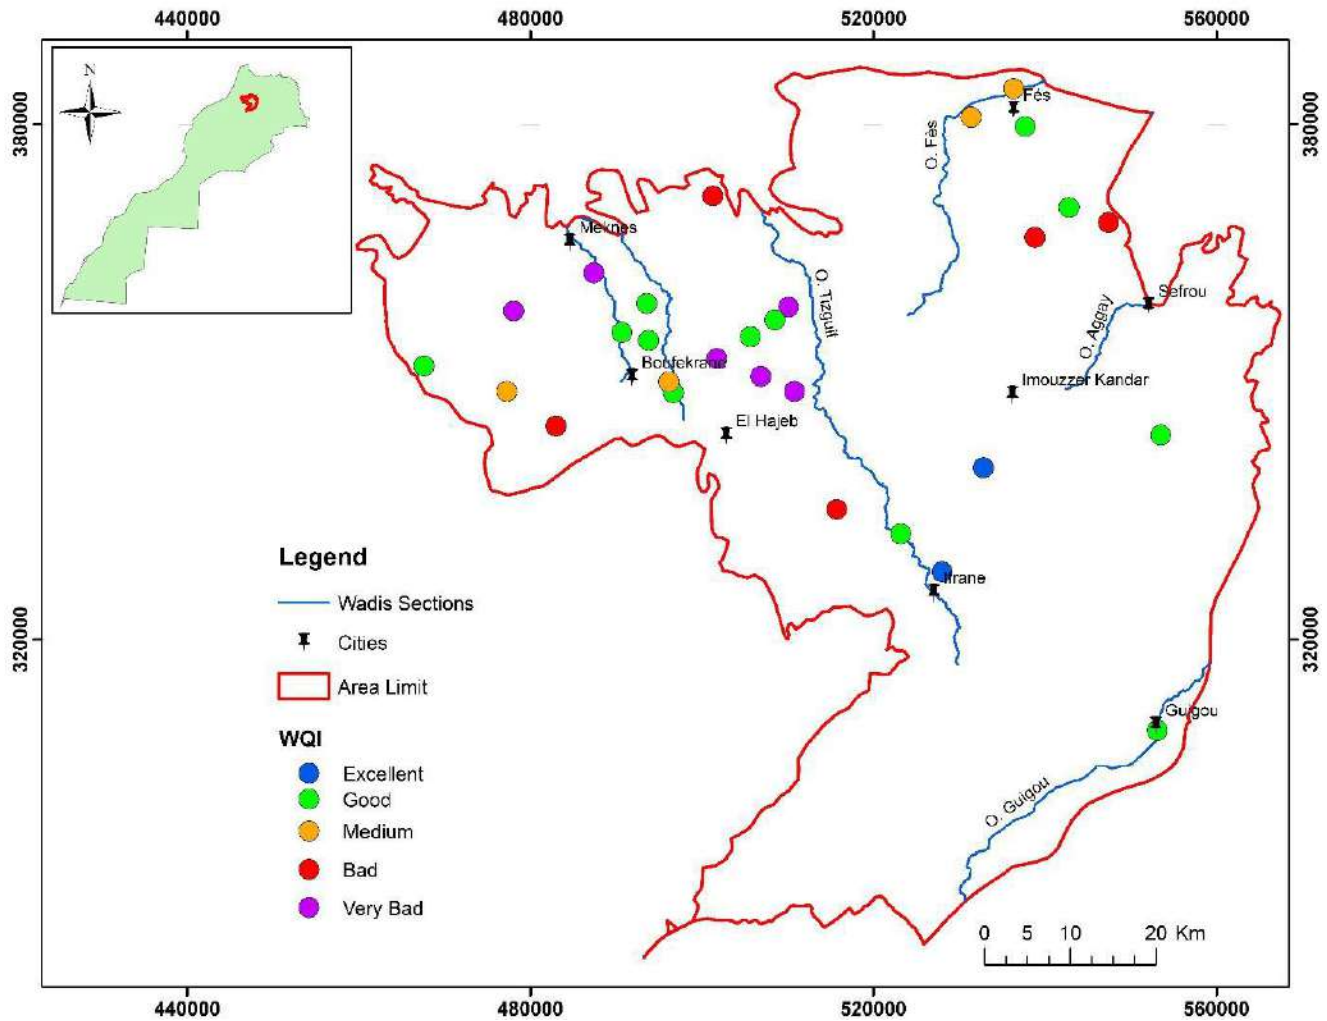 440000 480000 520000 560000
N
380000 380000
Fés
O. Fès
Meknes
O. Tizguit
Sefrou
O. Aggay
Boufekrane
Imouzzer Kandar
El Hajeb
Legend
Wadis Sections
Cities
Area Limit
Ifrane
320000 320000
Guigou
O. Guigou
WQI
Excellent
Good
Medium
Bad
Very Bad
0 5 10 20 Km
440000 480000 520000 560000